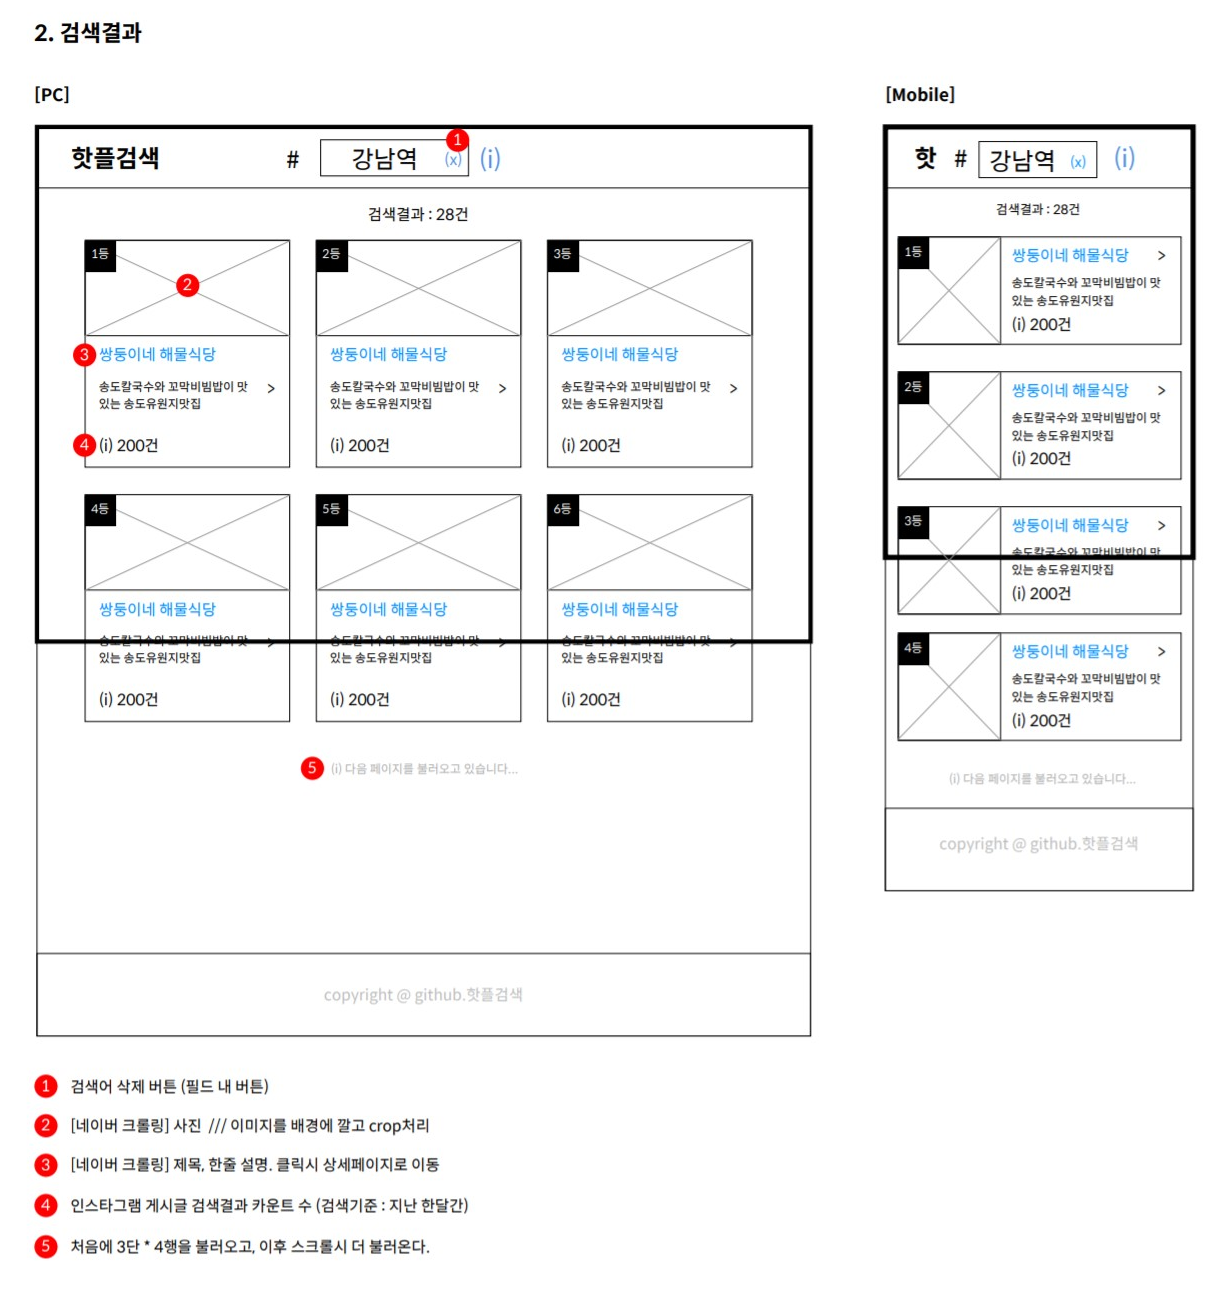 2. 검색결과
[PC]
핫플검색 # 강남역 (x) 1 (i)
검색결과 : 28건
1등 2등 3등
2
3 쌍둥이네 해물식당 쌍둥이네 해물식당 쌍둥이네 해물식당
송도칼국수와 꼬막비빔밥이 맛 > 송도칼국수와 꼬막비빔밥이 맛 > 송도칼국수와 꼬막비빔밥이 맛 >
있는 송도유원지맛집 있는 송도유원지맛집 있는 송도유원지맛집
4 (i) 200건 (i) 200건 (i) 200건
4등 5등 6등
쌍둥이네 해물식당 쌍둥이네 해물식당 쌍둥이네 해물식당
송도칼국수와 꼬막비빔밥이 맛 > 송도칼국수와 꼬막비빔밥이 맛 > 송도칼국수와 꼬막비빔밥이 맛 >
있는 송도유원지맛집 있는 송도유원지맛집 있는 송도유원지맛집
(i) 200건 (i) 200건 (i) 200건
5 (i) 다음 페이지를 불러오고 있습니다...
copyright @ github.핫플검색
[Mobile]
핫 # 강남역 (x) (i)
검색결과 : 28건
1등 쌍둥이네 해물식당 >
송도칼국수와 꼬막비빔밥이 맛
있는 송도유원지맛집
(i) 200건
2등 쌍둥이네 해물식당 >
송도칼국수와 꼬막비빔밥이 맛
있는 송도유원지맛집
(i) 200건
3등 쌍둥이네 해물식당 >
송도칼국수와 꼬막비빔밥이 맛
있는 송도유원지맛집
(i) 200건
4등 쌍둥이네 해물식당 >
송도칼국수와 꼬막비빔밥이 맛
있는 송도유원지맛집
(i) 200건
(i) 다음 페이지를 불러오고 있습니다...
copyright @ github.핫플검색
1 검색어 삭제 버튼 (필드 내 버튼)
2 [네이버 크롤링] 사진 /// 이미지를 배경에 깔고 crop처리
3 [네이버 크롤링] 제목, 한줄 설명. 클릭시 상세페이지로 이동
4 인스타그램 게시글 검색결과 카운트 수 (검색기준 : 지난 한달간)
5 처음에 3단 * 4행을 불러오고, 이후 스크롤시 더 불러온다.